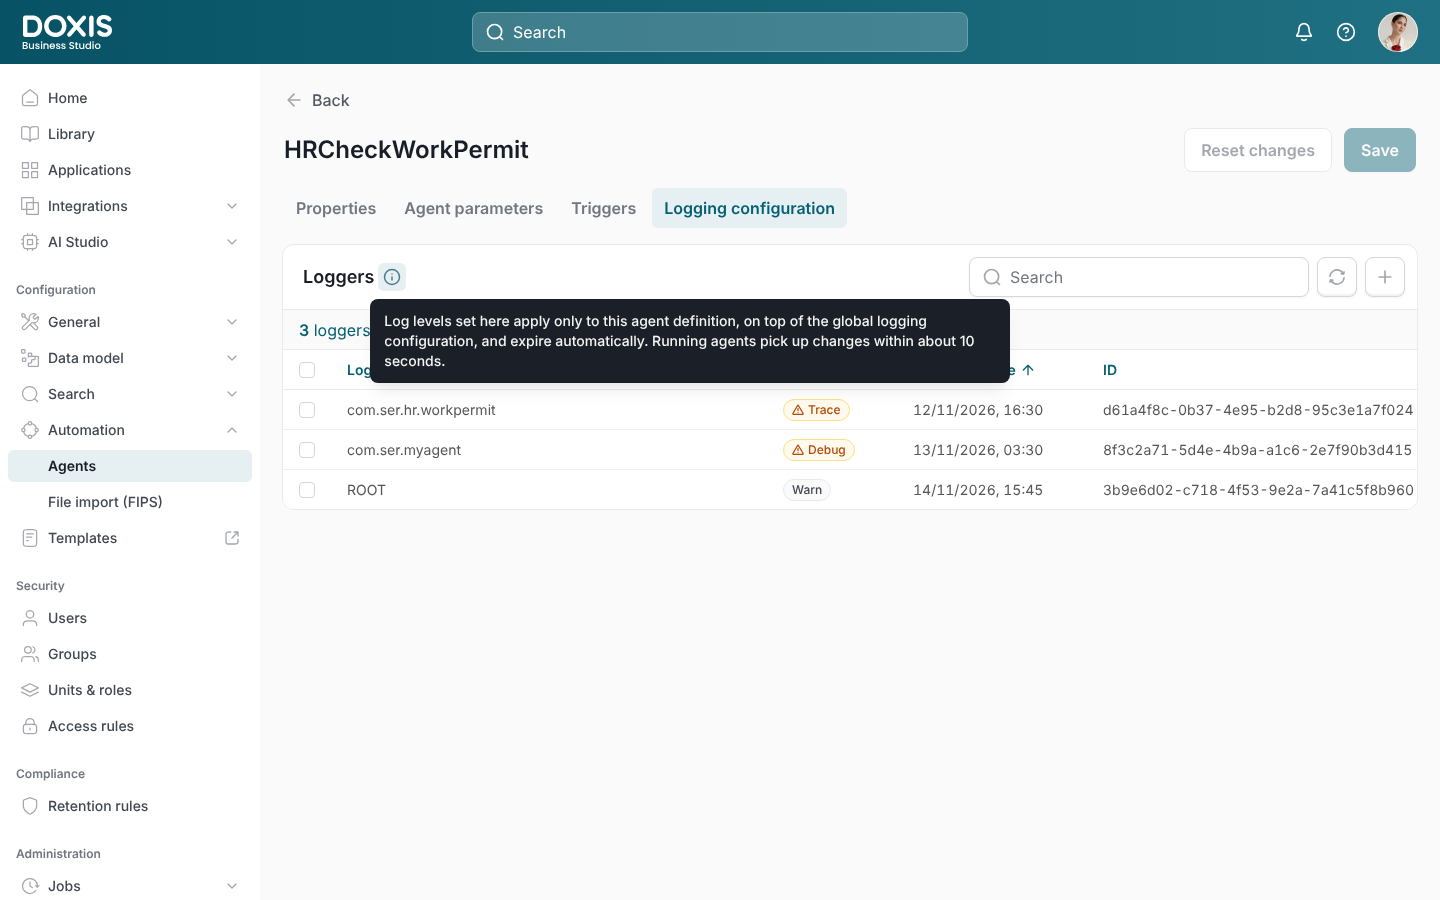 DOXIS
Business Studio
Search
Home
Library
Applications
Integrations
AI Studio
Configuration
General
Data model
Search
Automation
Agents
File import (FIPS)
Templates
Security
Users
Groups
Units & roles
Access rules
Compliance
Retention rules
Administration
Jobs
Back
HRCheckWorkPermit
Reset changes
Save
Properties
Agent parameters
Triggers
Logging configuration
Loggers
Search
3 loggers
Log levels set here apply only to this agent definition, on top of the global logging
configuration, and expire automatically. Running agents pick up changes within about 10
seconds.
ID
com.ser.hr.workpermit Trace 12/11/2026, 16:30 d61a4f8c-0b37-4e95-b2d8-95c3e1a7f024
com.ser.myagent Debug 13/11/2026, 03:30 8f3c2a71-5d4e-4b9a-a1c6-2e7f90b3d415
ROOT Warn 14/11/2026, 15:45 3b9e6d02-c718-4f53-9e2a-7a41c5f8b960